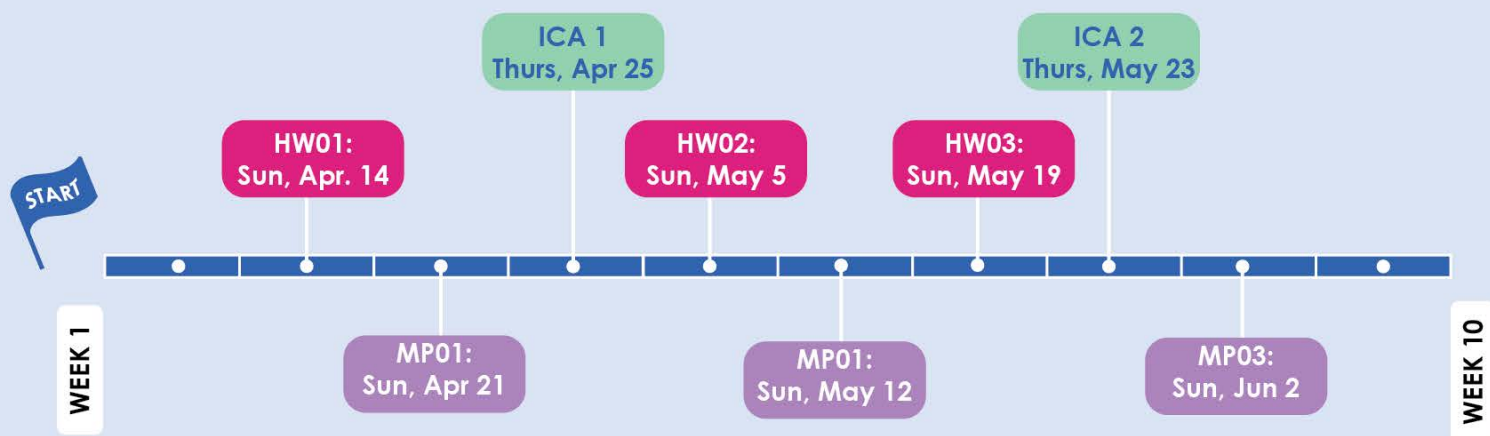 ICA 1
Thurs, Apr 25
ICA 2
Thurs, May 23
HW01:
Sun, Apr. 14
HW02:
Sun, May 5
HW03:
Sun, May 19
START
WEEK 1
MP01:
Sun, Apr 21
MP01:
Sun, May 12
MP03:
Sun, Jun 2
WEEK 10